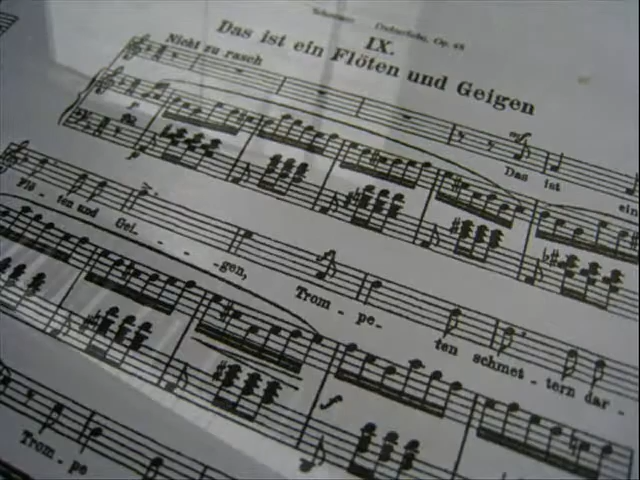 Schumann Dichterliebe, Op. 48
IX.
Das ist ein Flöten und Geigen
Nicht zu rasch
mf
Das ist ein
p
p
Flö - ten und Gei - - - - gen,
Trom - pe - ten schmet - tern dar -
f
Trom - pe